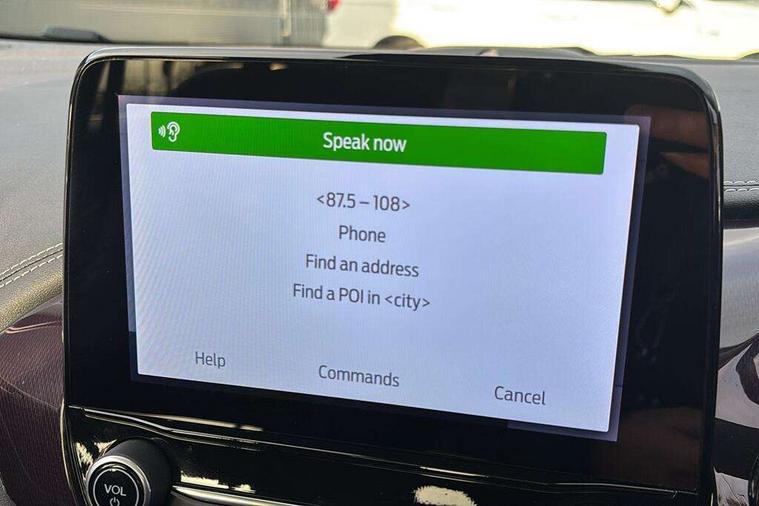 Speak now
<87.5 – 108>
Phone
Find an address
Find a POI in <city>
Help
Commands
Cancel
VOL